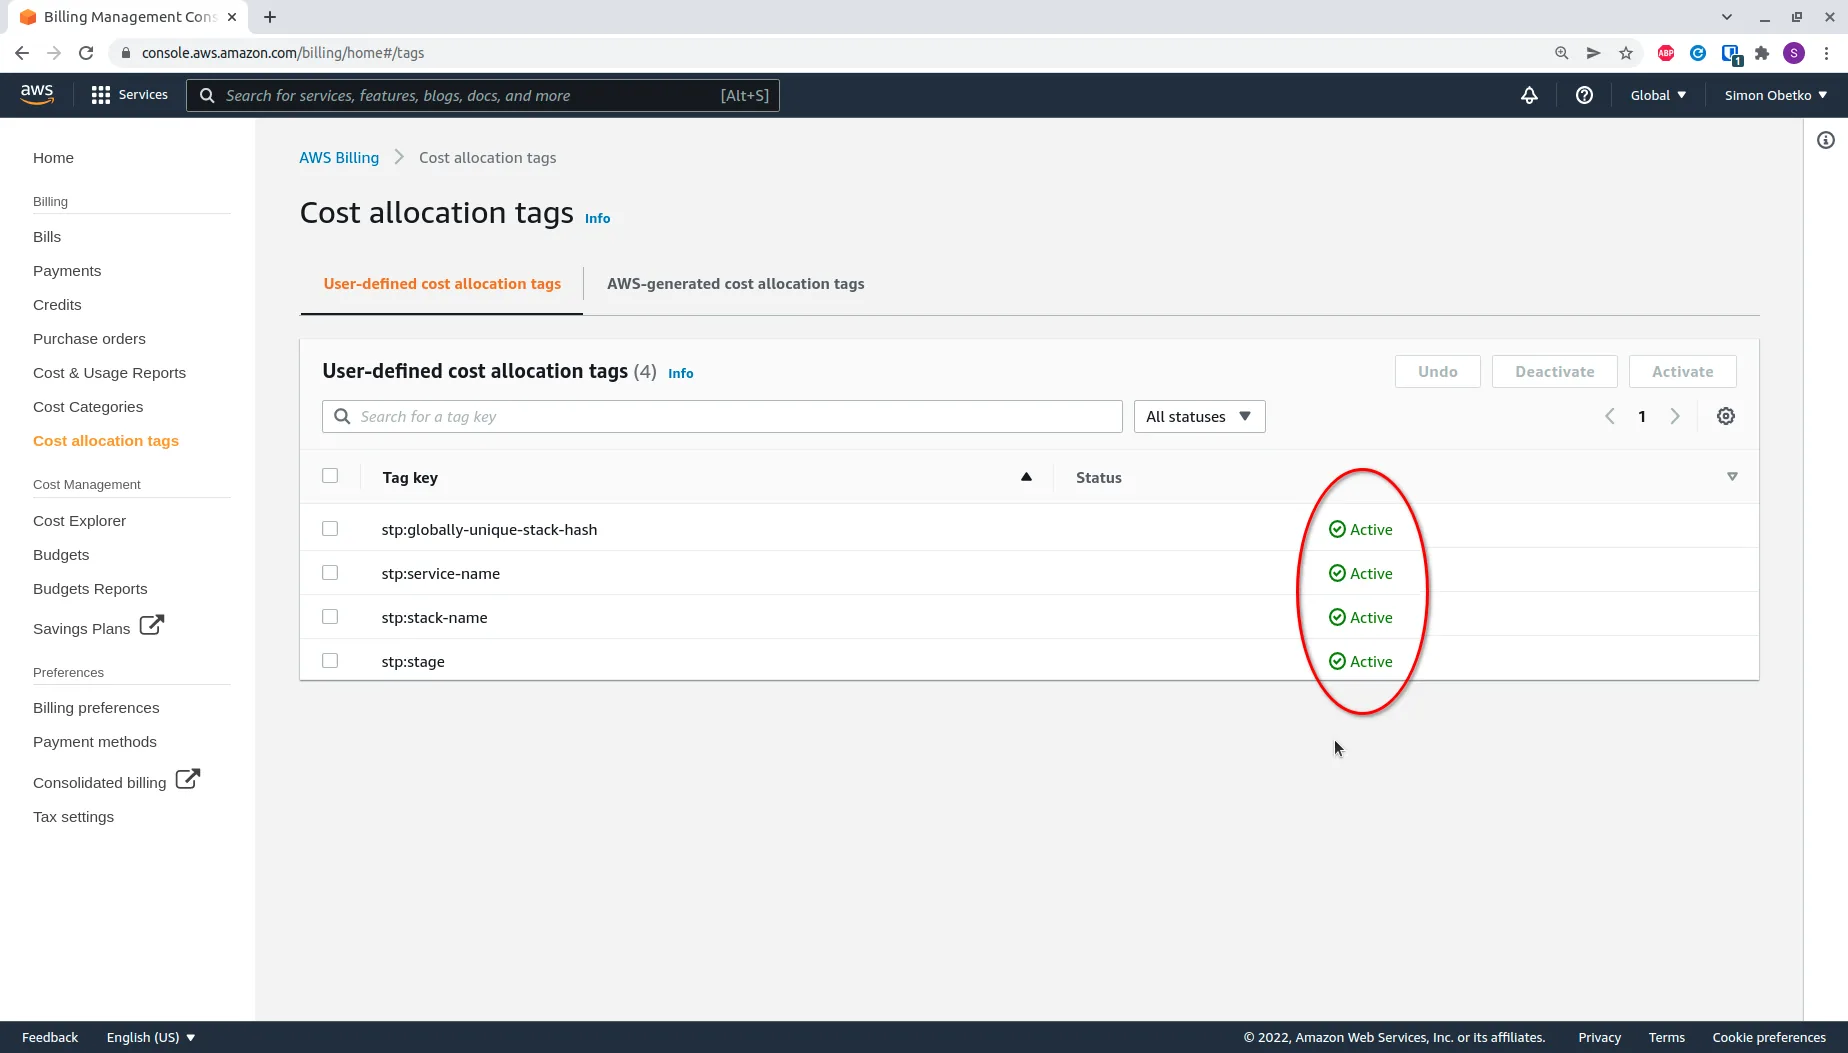 Billing Management Cons
console.aws.amazon.com/billing/home#/tags
ABP
1
S
aws
Services
Search for services, features, blogs, docs, and more
[Alt+S]
Global
Simon Obetko
Home
Billing
Bills
Payments
Credits
Purchase orders
Cost & Usage Reports
Cost Categories
Cost allocation tags
Cost Management
Cost Explorer
Budgets
Budgets Reports
Savings Plans
Preferences
Billing preferences
Payment methods
Consolidated billing
Tax settings
AWS Billing
Cost allocation tags
Cost allocation tags Info
User-defined cost allocation tags
AWS-generated cost allocation tags
User-defined cost allocation tags (4) Info
Undo
Deactivate
Activate
Search for a tag key
All statuses
1
Tag key
Status
stp:globally-unique-stack-hash
Active
stp:service-name
Active
stp:stack-name
Active
stp:stage
Active
Feedback
English (US)
© 2022, Amazon Web Services, Inc. or its affiliates.
Privacy
Terms
Cookie preferences